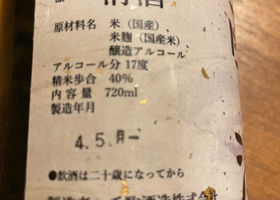 清酒
原材料名 米(国産)
米麹(国産米)
醸造アルコール
アルコール分 17度
精米歩合 40%
内容量 720ml
製造年月
4.5.月
●飲酒は二十歳になってから